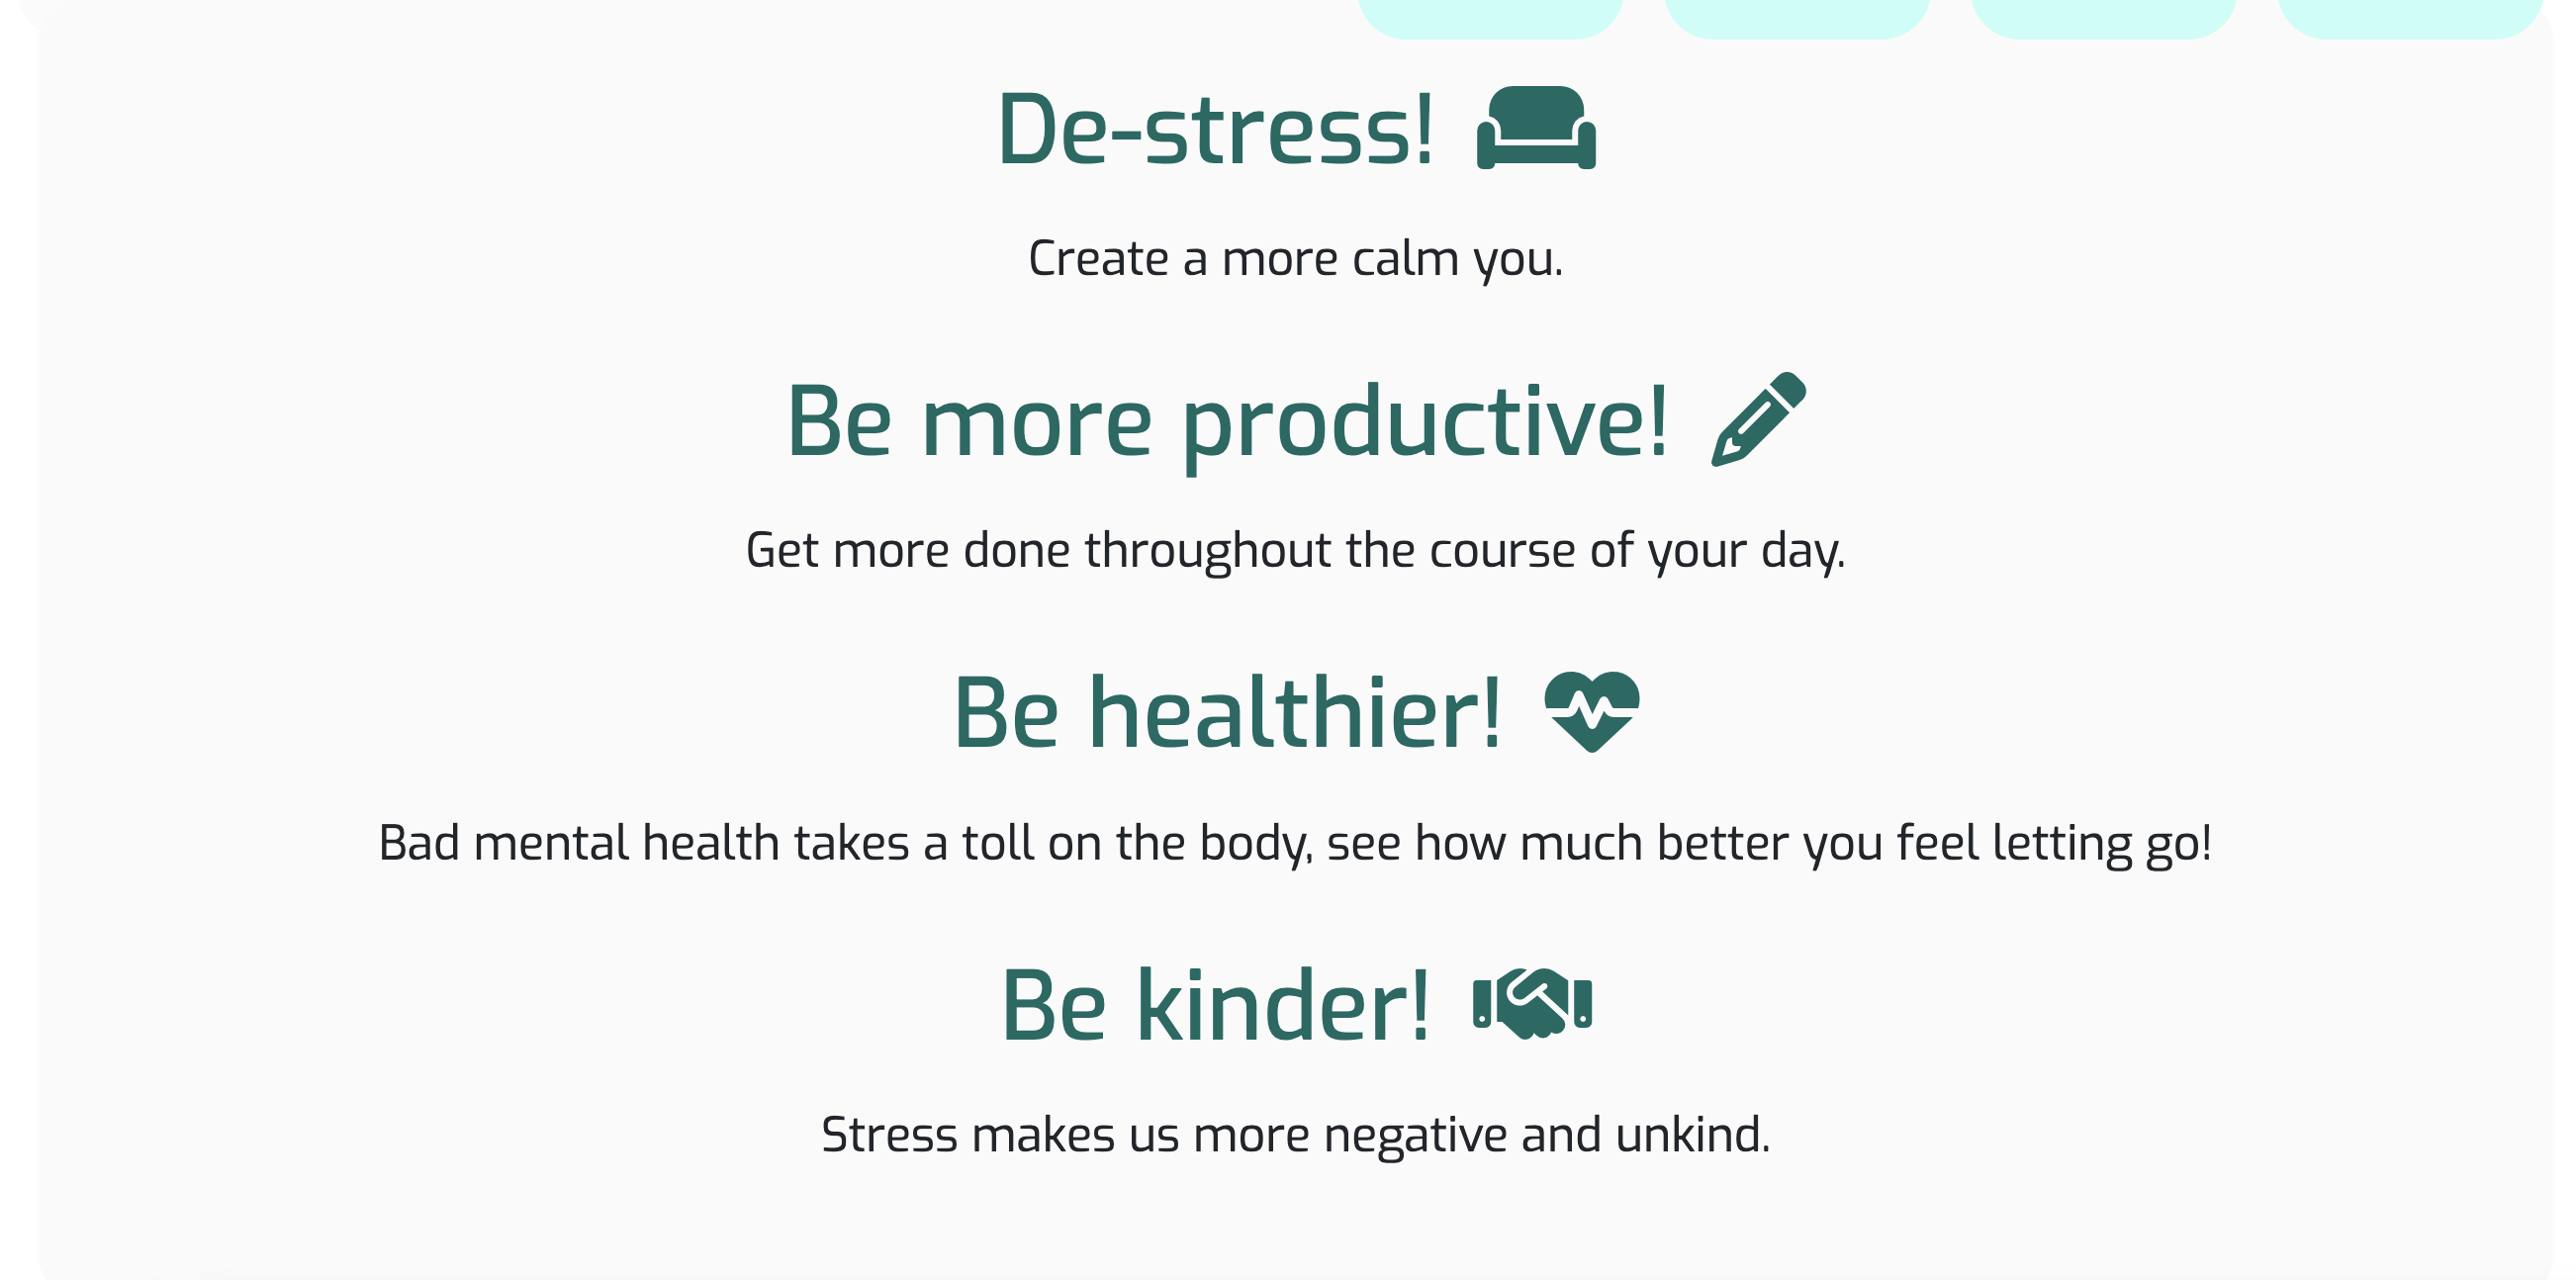 De-stress!
Create a more calm you.
Be more productive!
Get more done throughout the course of your day.
Be healthier!
Bad mental health takes a toll on the body, see how much better you feel letting go!
Be kinder!
Stress makes us more negative and unkind.